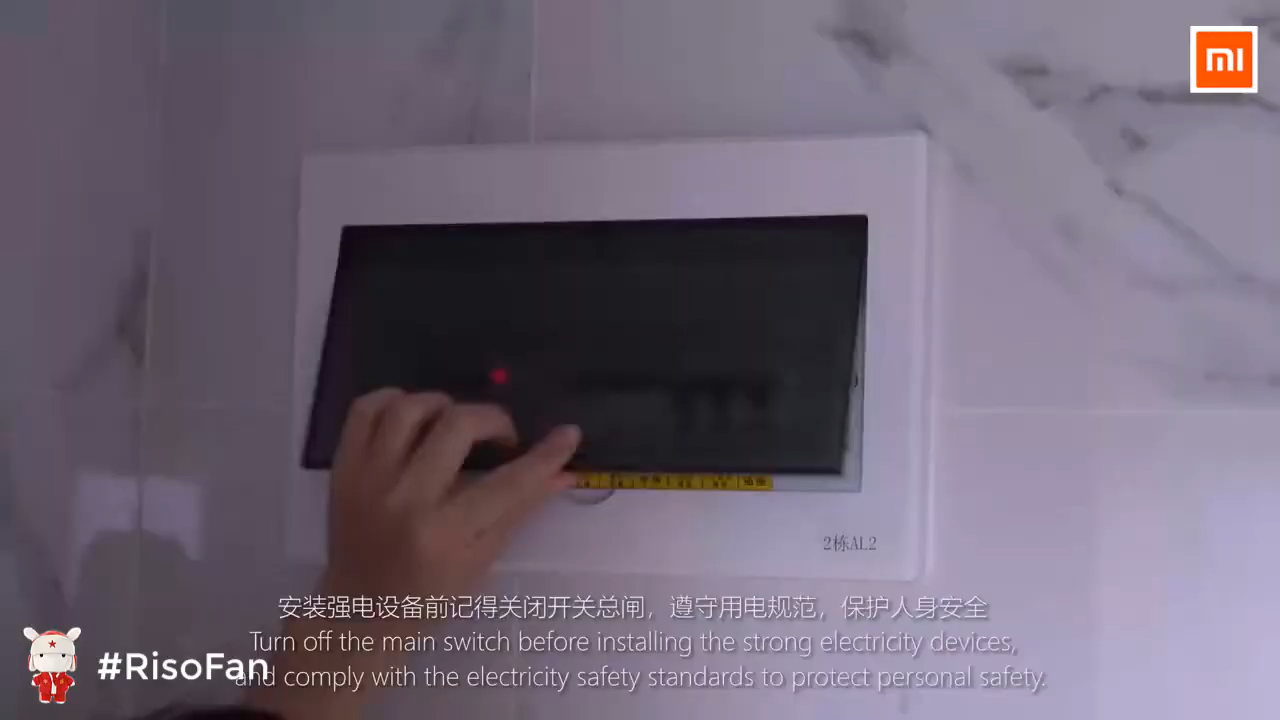 mi
2栋AL2
安装强电设备前记得关闭开关总闸，遵守用电规范，保护人身安全
Turn off the main switch before installing the strong electricity devices,
#RisoFan
and comply with the electricity safety standards to protect personal safety.